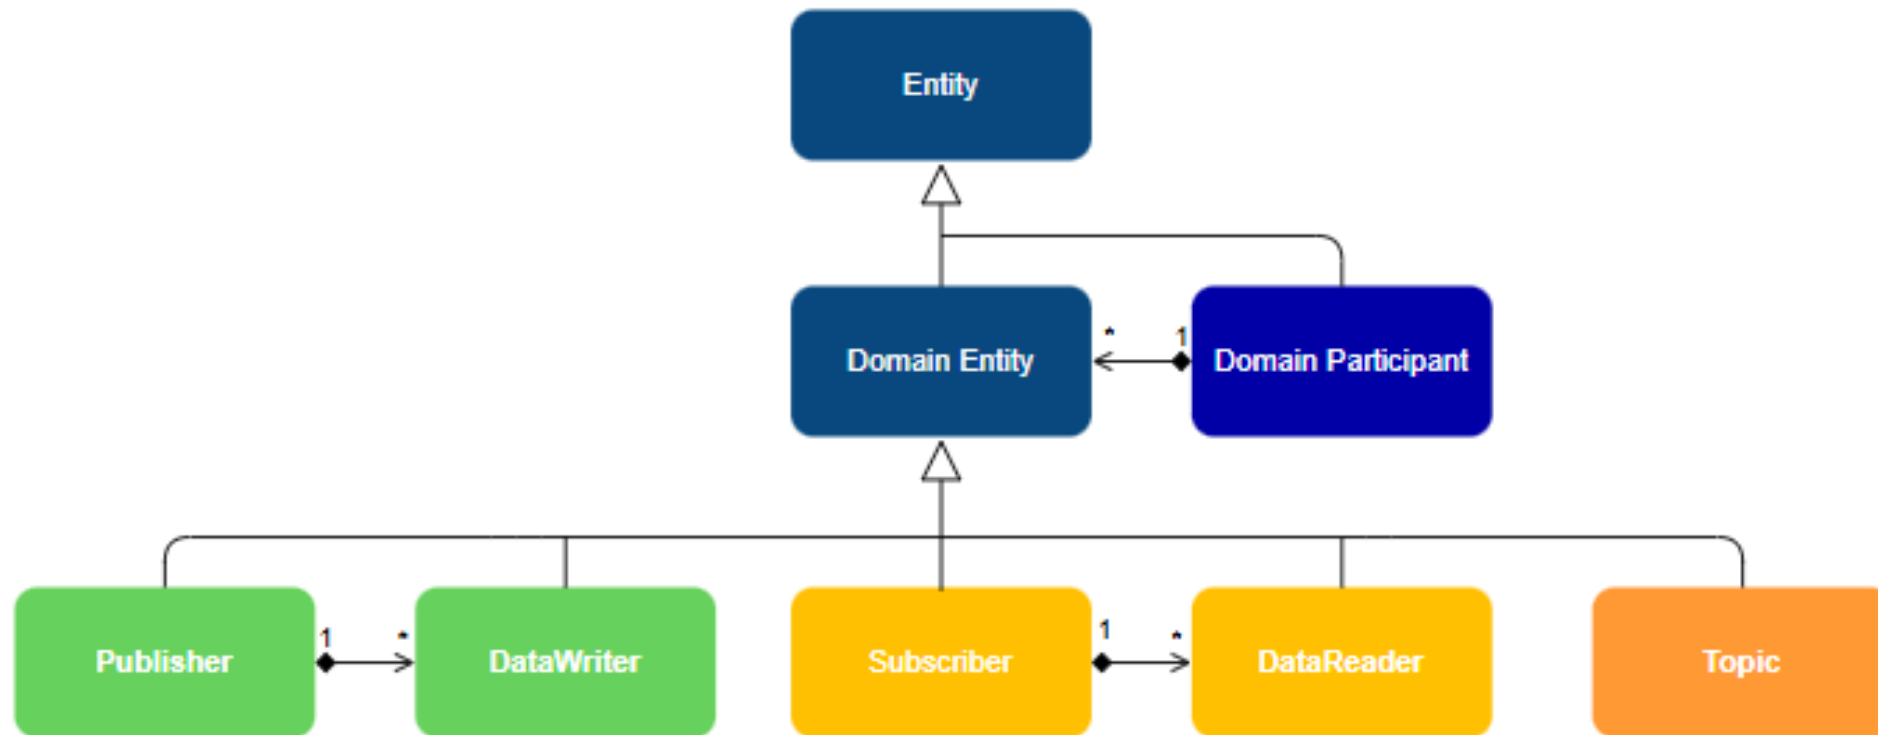 Entity
* 1
Domain Entity
Domain Participant
1 *
1 *
Publisher
DataWriter
Subscriber
DataReader
Topic